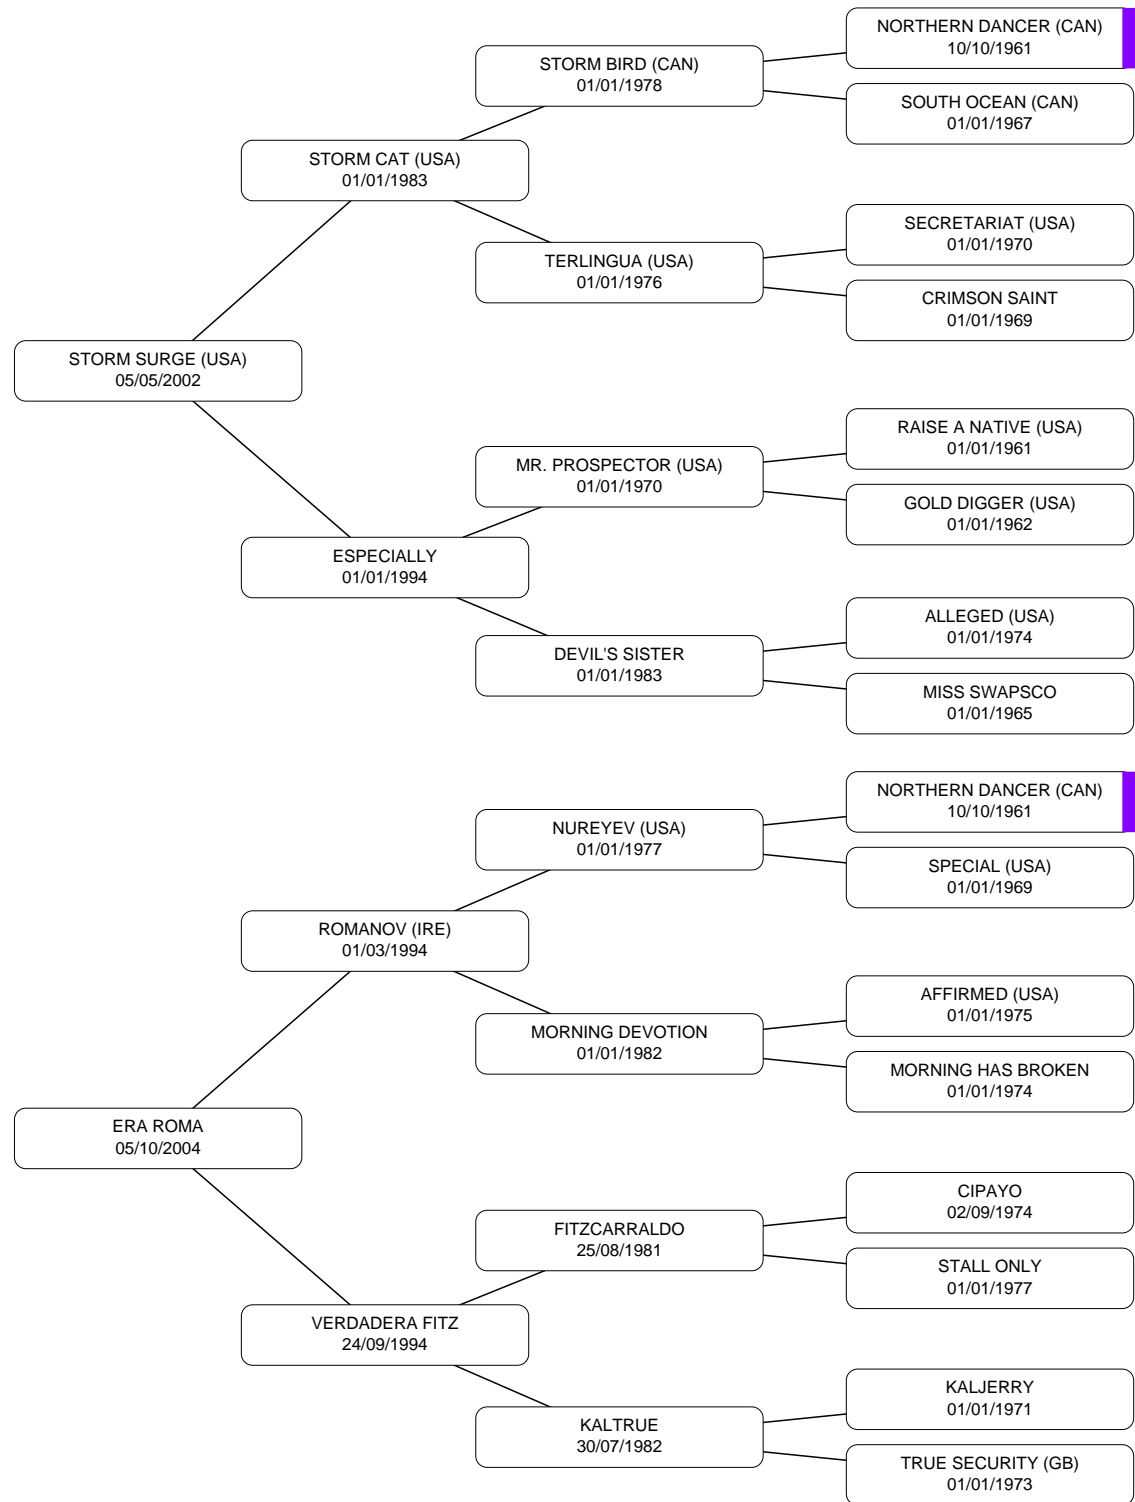 NORTHERN DANCER (CAN)
10/10/1961
STORM BIRD (CAN)
01/01/1978
SOUTH OCEAN (CAN)
01/01/1967
STORM CAT (USA)
01/01/1983
SECRETARIAT (USA)
01/01/1970
TERLINGUA (USA)
01/01/1976
CRIMSON SAINT
01/01/1969
STORM SURGE (USA)
05/05/2002
RAISE A NATIVE (USA)
01/01/1961
MR. PROSPECTOR (USA)
01/01/1970
GOLD DIGGER (USA)
01/01/1962
ESPECIALLY
01/01/1994
ALLEGED (USA)
01/01/1974
DEVIL'S SISTER
01/01/1983
MISS SWAPSCO
01/01/1965
NORTHERN DANCER (CAN)
10/10/1961
NUREYEV (USA)
01/01/1977
SPECIAL (USA)
01/01/1969
ROMANOV (IRE)
01/03/1994
AFFIRMED (USA)
01/01/1975
MORNING DEVOTION
01/01/1982
MORNING HAS BROKEN
01/01/1974
ERA ROMA
05/10/2004
CIPAYO
02/09/1974
FITZCARRALDO
25/08/1981
STALL ONLY
01/01/1977
VERDADERA FITZ
24/09/1994
KALJERRY
01/01/1971
KALTRUE
30/07/1982
TRUE SECURITY (GB)
01/01/1973